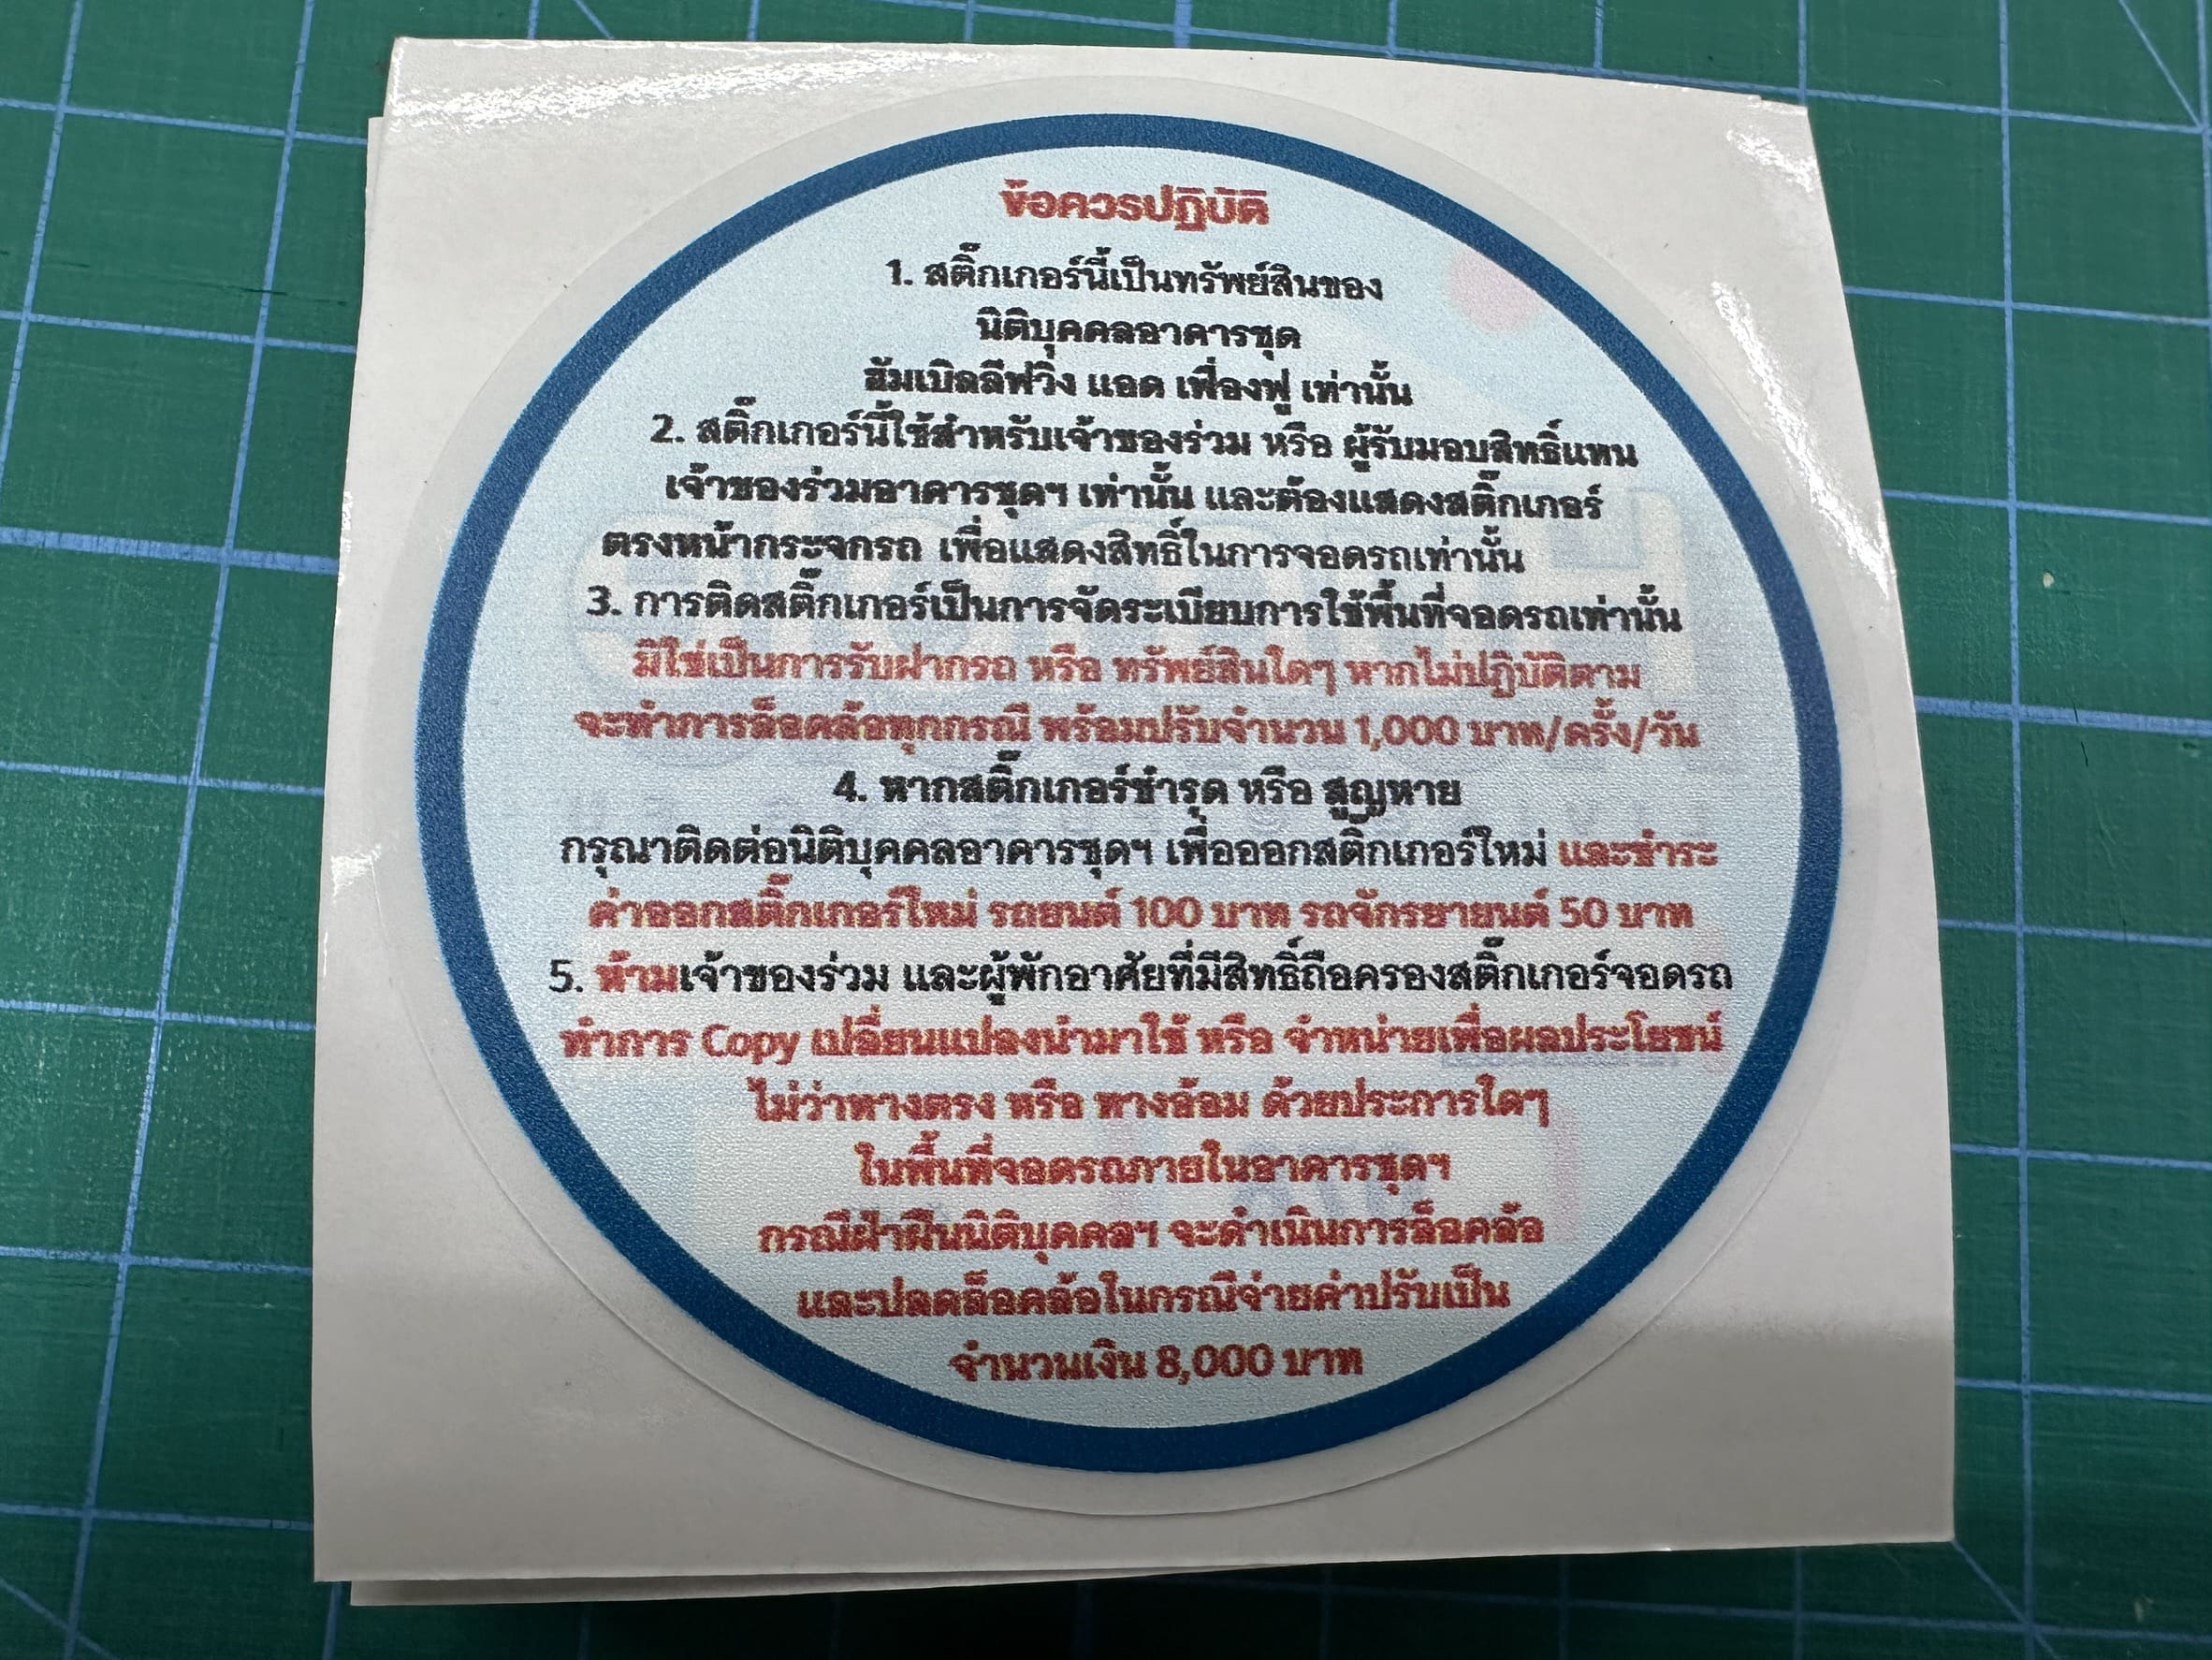 ข้อควรปฏิบัติ
1. สติ๊กเกอร์นี้เป็นทรัพย์สินของ
นิติบุคคลอาคารชุด
ฮัมเบิลลีฟวิ่ง แอด เฟื่องฟู เท่านั้น
2. สติ๊กเกอร์นี้ใช้สำหรับเจ้าของร่วม หรือ ผู้รับมอบสิทธิ์แทน
เจ้าของร่วมอาคารชุดฯ เท่านั้น และต้องแสดงสติ๊กเกอร์
ตรงหน้ากระจกรถ เพื่อแสดงสิทธิ์ในการจอดรถเท่านั้น
3. การติดสติ๊กเกอร์เป็นการจัดระเบียบการใช้พื้นที่จอดรถเท่านั้น
มิใช่เป็นการรับฝากรถ หรือ ทรัพย์สินใดๆ หากไม่ปฏิบัติตาม
จะทำการล็อคล้อทุกกรณี พร้อมปรับจำนวน 1,000 บาท/ครั้ง/วัน
4. หากสติ๊กเกอร์ชำรุด หรือ สูญหาย
กรุณาติดต่อนิติบุคคลอาคารชุดฯ เพื่อออกสติ๊กเกอร์ใหม่ และชำระ
ค่าออกสติ๊กเกอร์ใหม่ รถยนต์ 100 บาท รถจักรยายนต์ 50 บาท
5. ห้ามเจ้าของร่วม และผู้พักอาศัยที่มีสิทธิ์ถือครองสติ๊กเกอร์จอดรถ
ทำการ Copy เปลี่ยนแปลงนำมาใช้ หรือ จำหน่ายเพื่อผลประโยชน์
ไม่ว่าทางตรง หรือ ทางอ้อม ด้วยประการใดๆ
ในพื้นที่จอดรถภายในอาคารชุดฯ
กรณีฝ่าฝืนนิติบุคคลฯ จะดำเนินการล็อคล้อ
และปลดล็อคล้อในกรณีจ่ายค่าปรับเป็น
จำนวนเงิน 8,000 บาท